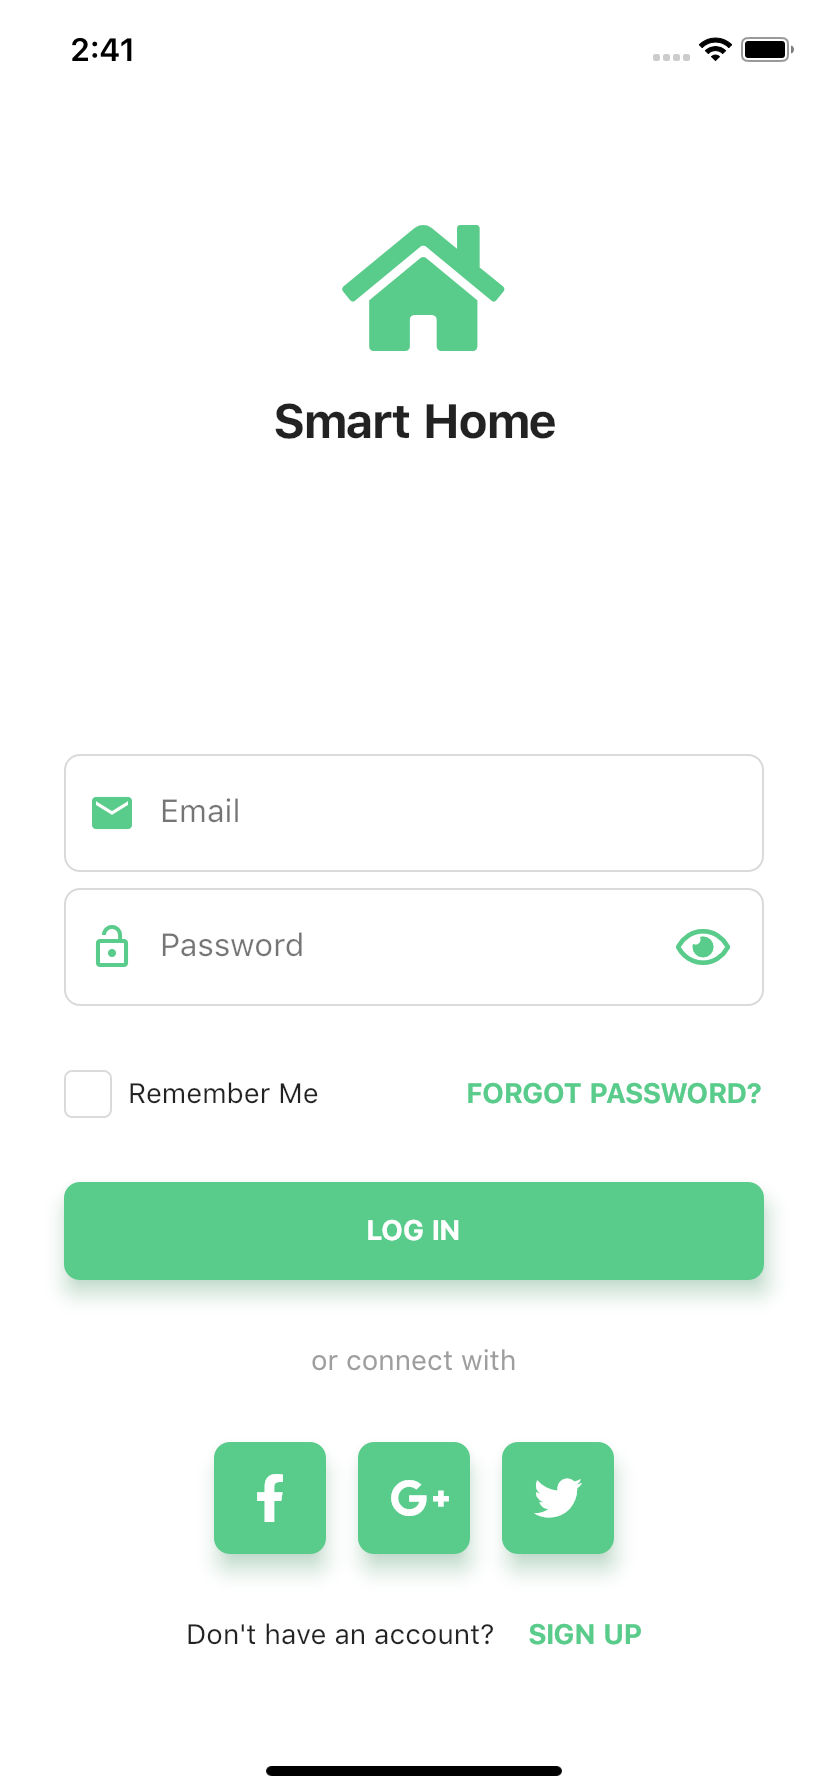 2:41
Smart Home
Email
Password
Remember Me FORGOT PASSWORD?
LOG IN
or connect with
G+
Don't have an account? SIGN UP